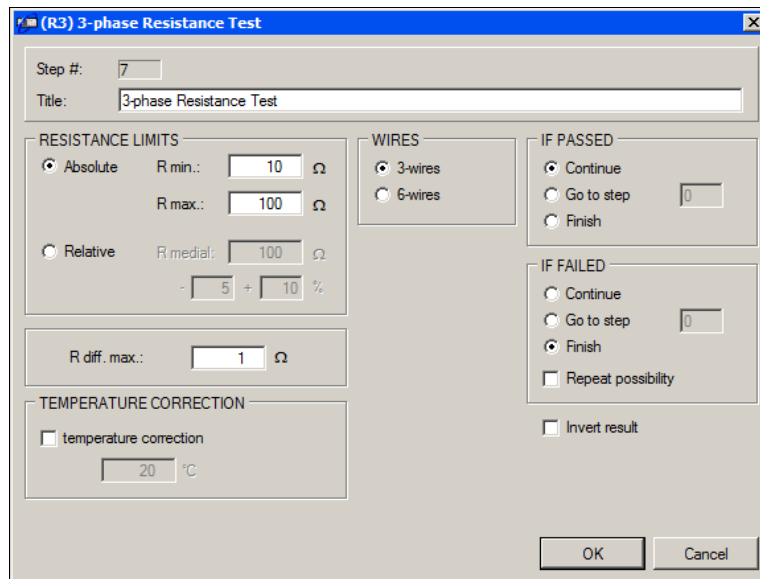 (R3) 3-phase Resistance Test
Step #: 7
Title: 3-phase Resistance Test
RESISTANCE LIMITS
Absolute R min.: 10 Ω
R max.: 100 Ω
Relative R medial: 100 Ω
- 5 + 10 %
R diff. max.: 1 Ω
TEMPERATURE CORRECTION
temperature correction
20 °C
WIRES
3-wires
6-wires
IF PASSED
Continue
Go to step 0
Finish
IF FAILED
Continue
Go to step 0
Finish
Repeat possibility
Invert result
OK Cancel